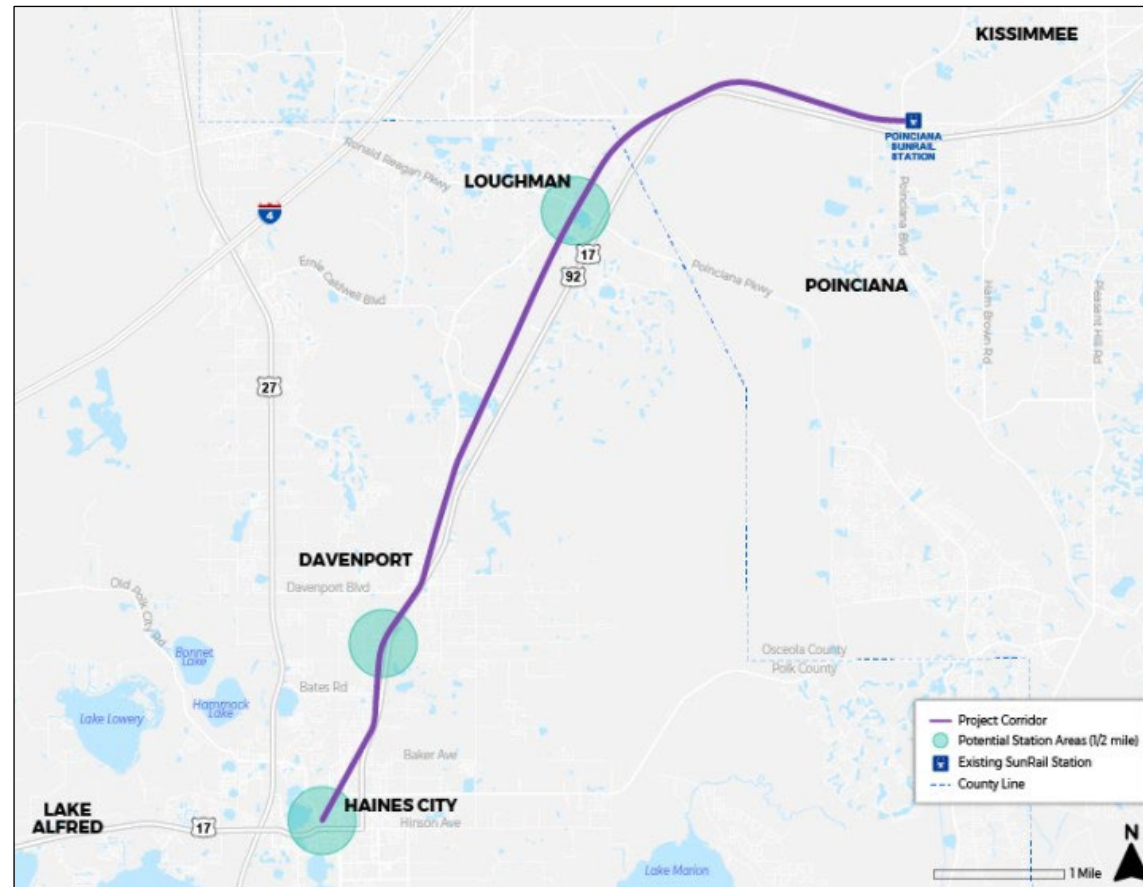 KISSIMMEE
POINCIANA
SUNRAIL
STATION
Ronald Reagan Pkwy
LOUGHMAN
4
17
92
Poinciana Blvd
Ernie Caldwell Blvd
Poinciana Pkwy
POINCIANA
Ham Brown Rd
Pleasant Hill Rd
27
DAVENPORT
Davenport Blvd
Old Polk City Rd
Bonnet
Lake
Osceola County
Polk County
Bates Rd
Hammock
Lake
Lake Lowery
Project Corridor
Potential Station Areas (1/2 mile)
Existing SunRail Station
County Line
Baker Ave
HAINES CITY
Hinson Ave
LAKE
ALFRED
17
Lake Marion
1 Mile
N